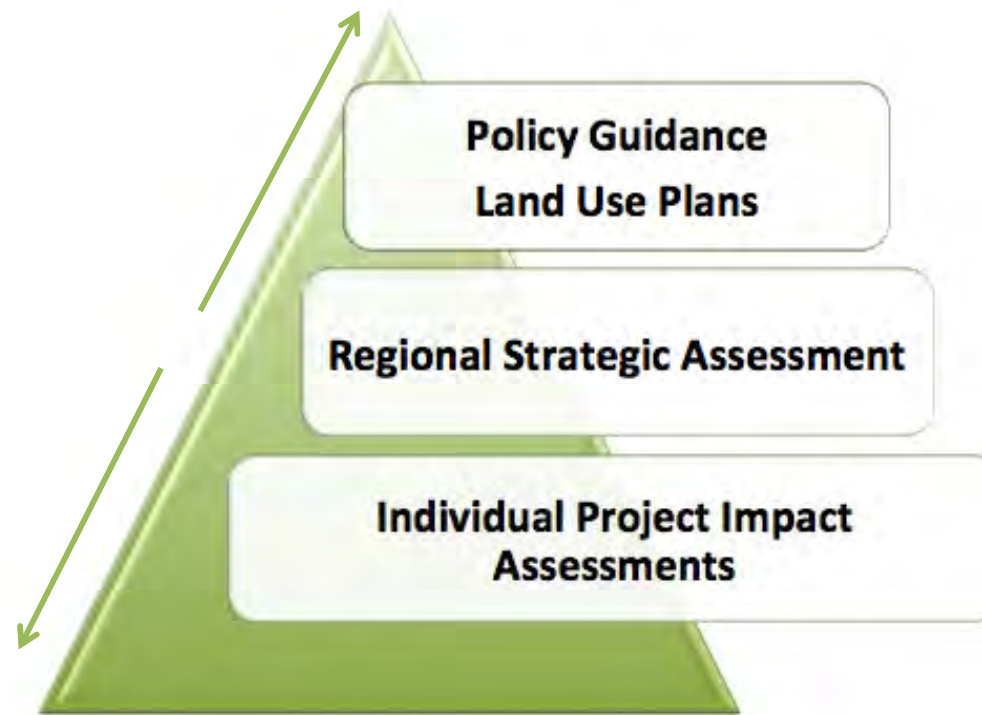 Policy Guidance
Land Use Plans
Regional Strategic Assessment
Individual Project Impact
Assessments